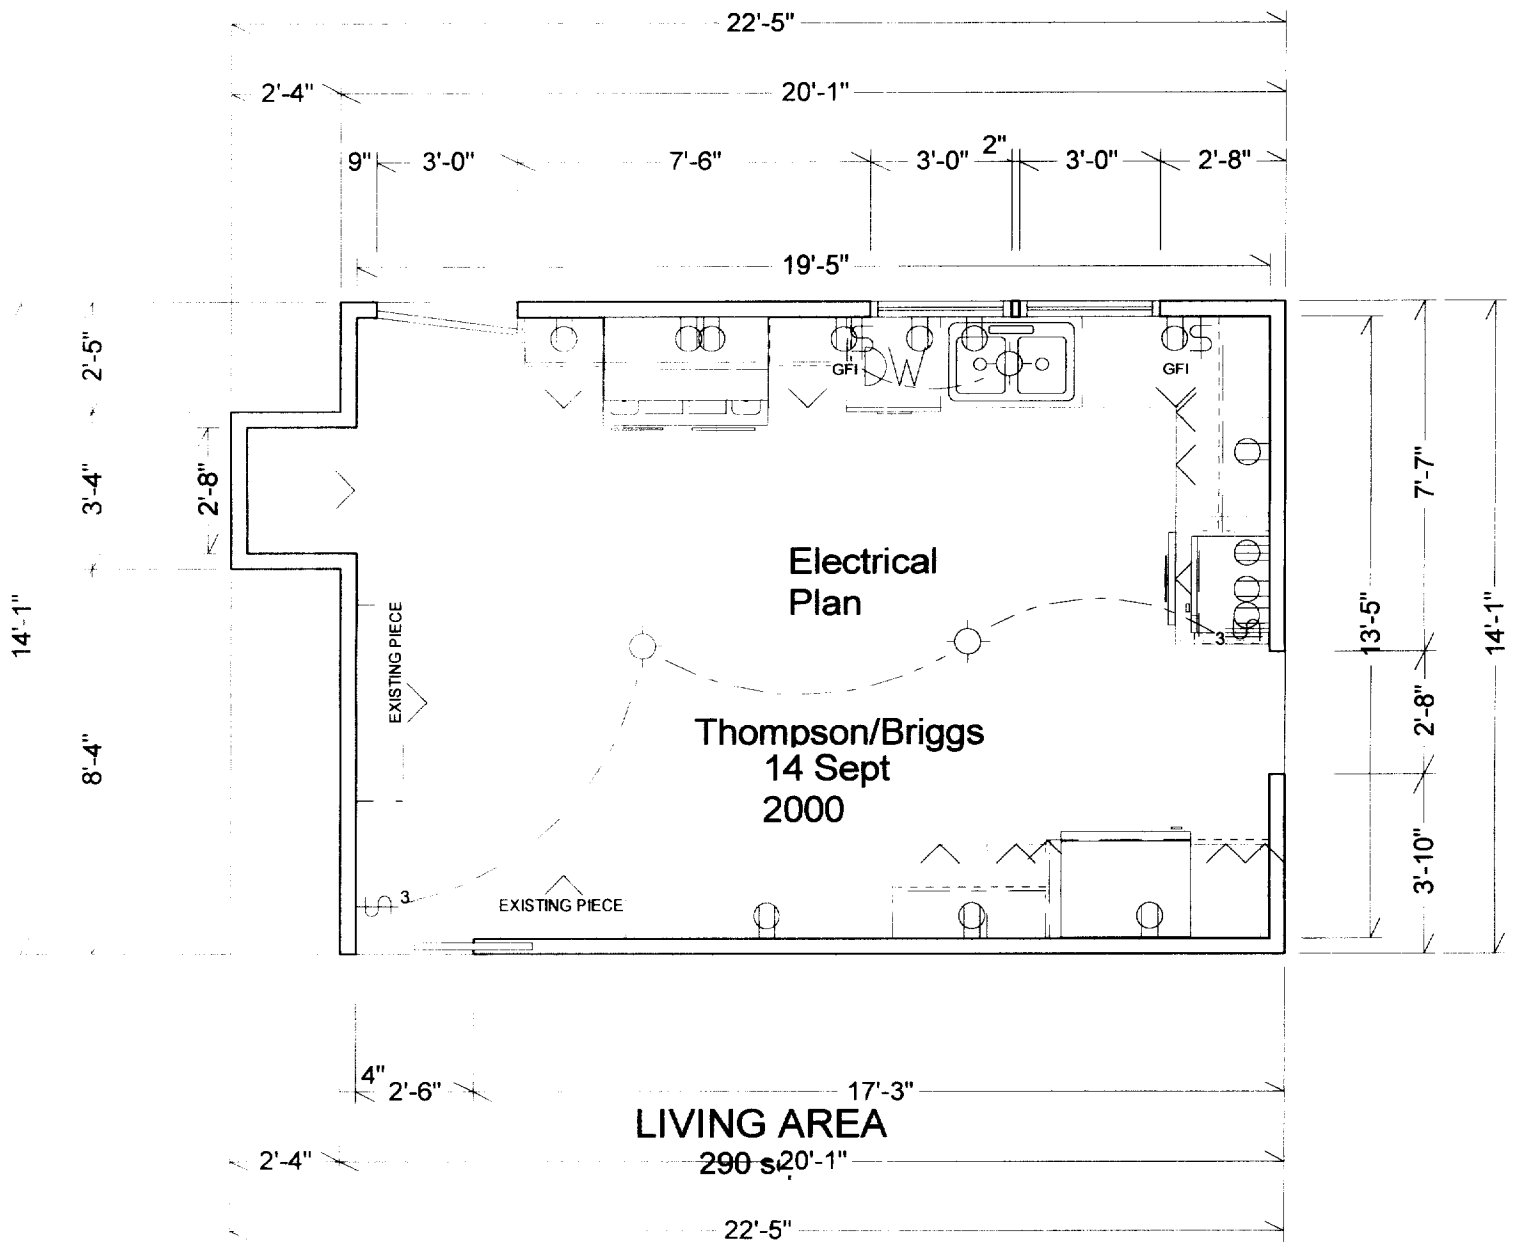 22'-5"
2'-4" 20'-1"
9" 3'-0" 7'-6" 3'-0" 2" 3'-0" 2'-8"
19'-5"
2'-5"
3'-4"
2'-8"
14'-1"
8'-4"
GFI
DW
S
GFI
S
7'-7"
13'-5"
14'-1"
2'-8"
3'-10"
Electrical
Plan
3 S
EXISTING PIECE
Thompson/Briggs
14 Sept
2000
S 3
EXISTING PIECE
4" 2'-6" 17'-3"
LIVING AREA
2'-4" 290 20'-1"
22'-5"